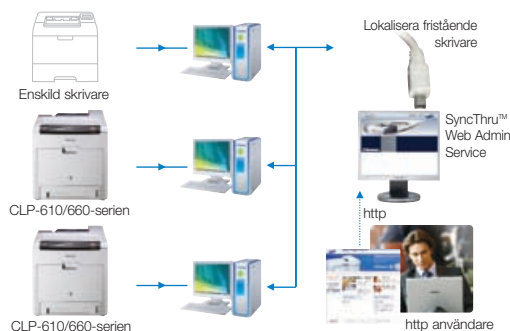 Lokalisera fristående
skrivare
Enskild skrivare
SyncThru™
Web Admin
Service
CLP-610/660-serien
http
CLP-610/660-serien
http användare